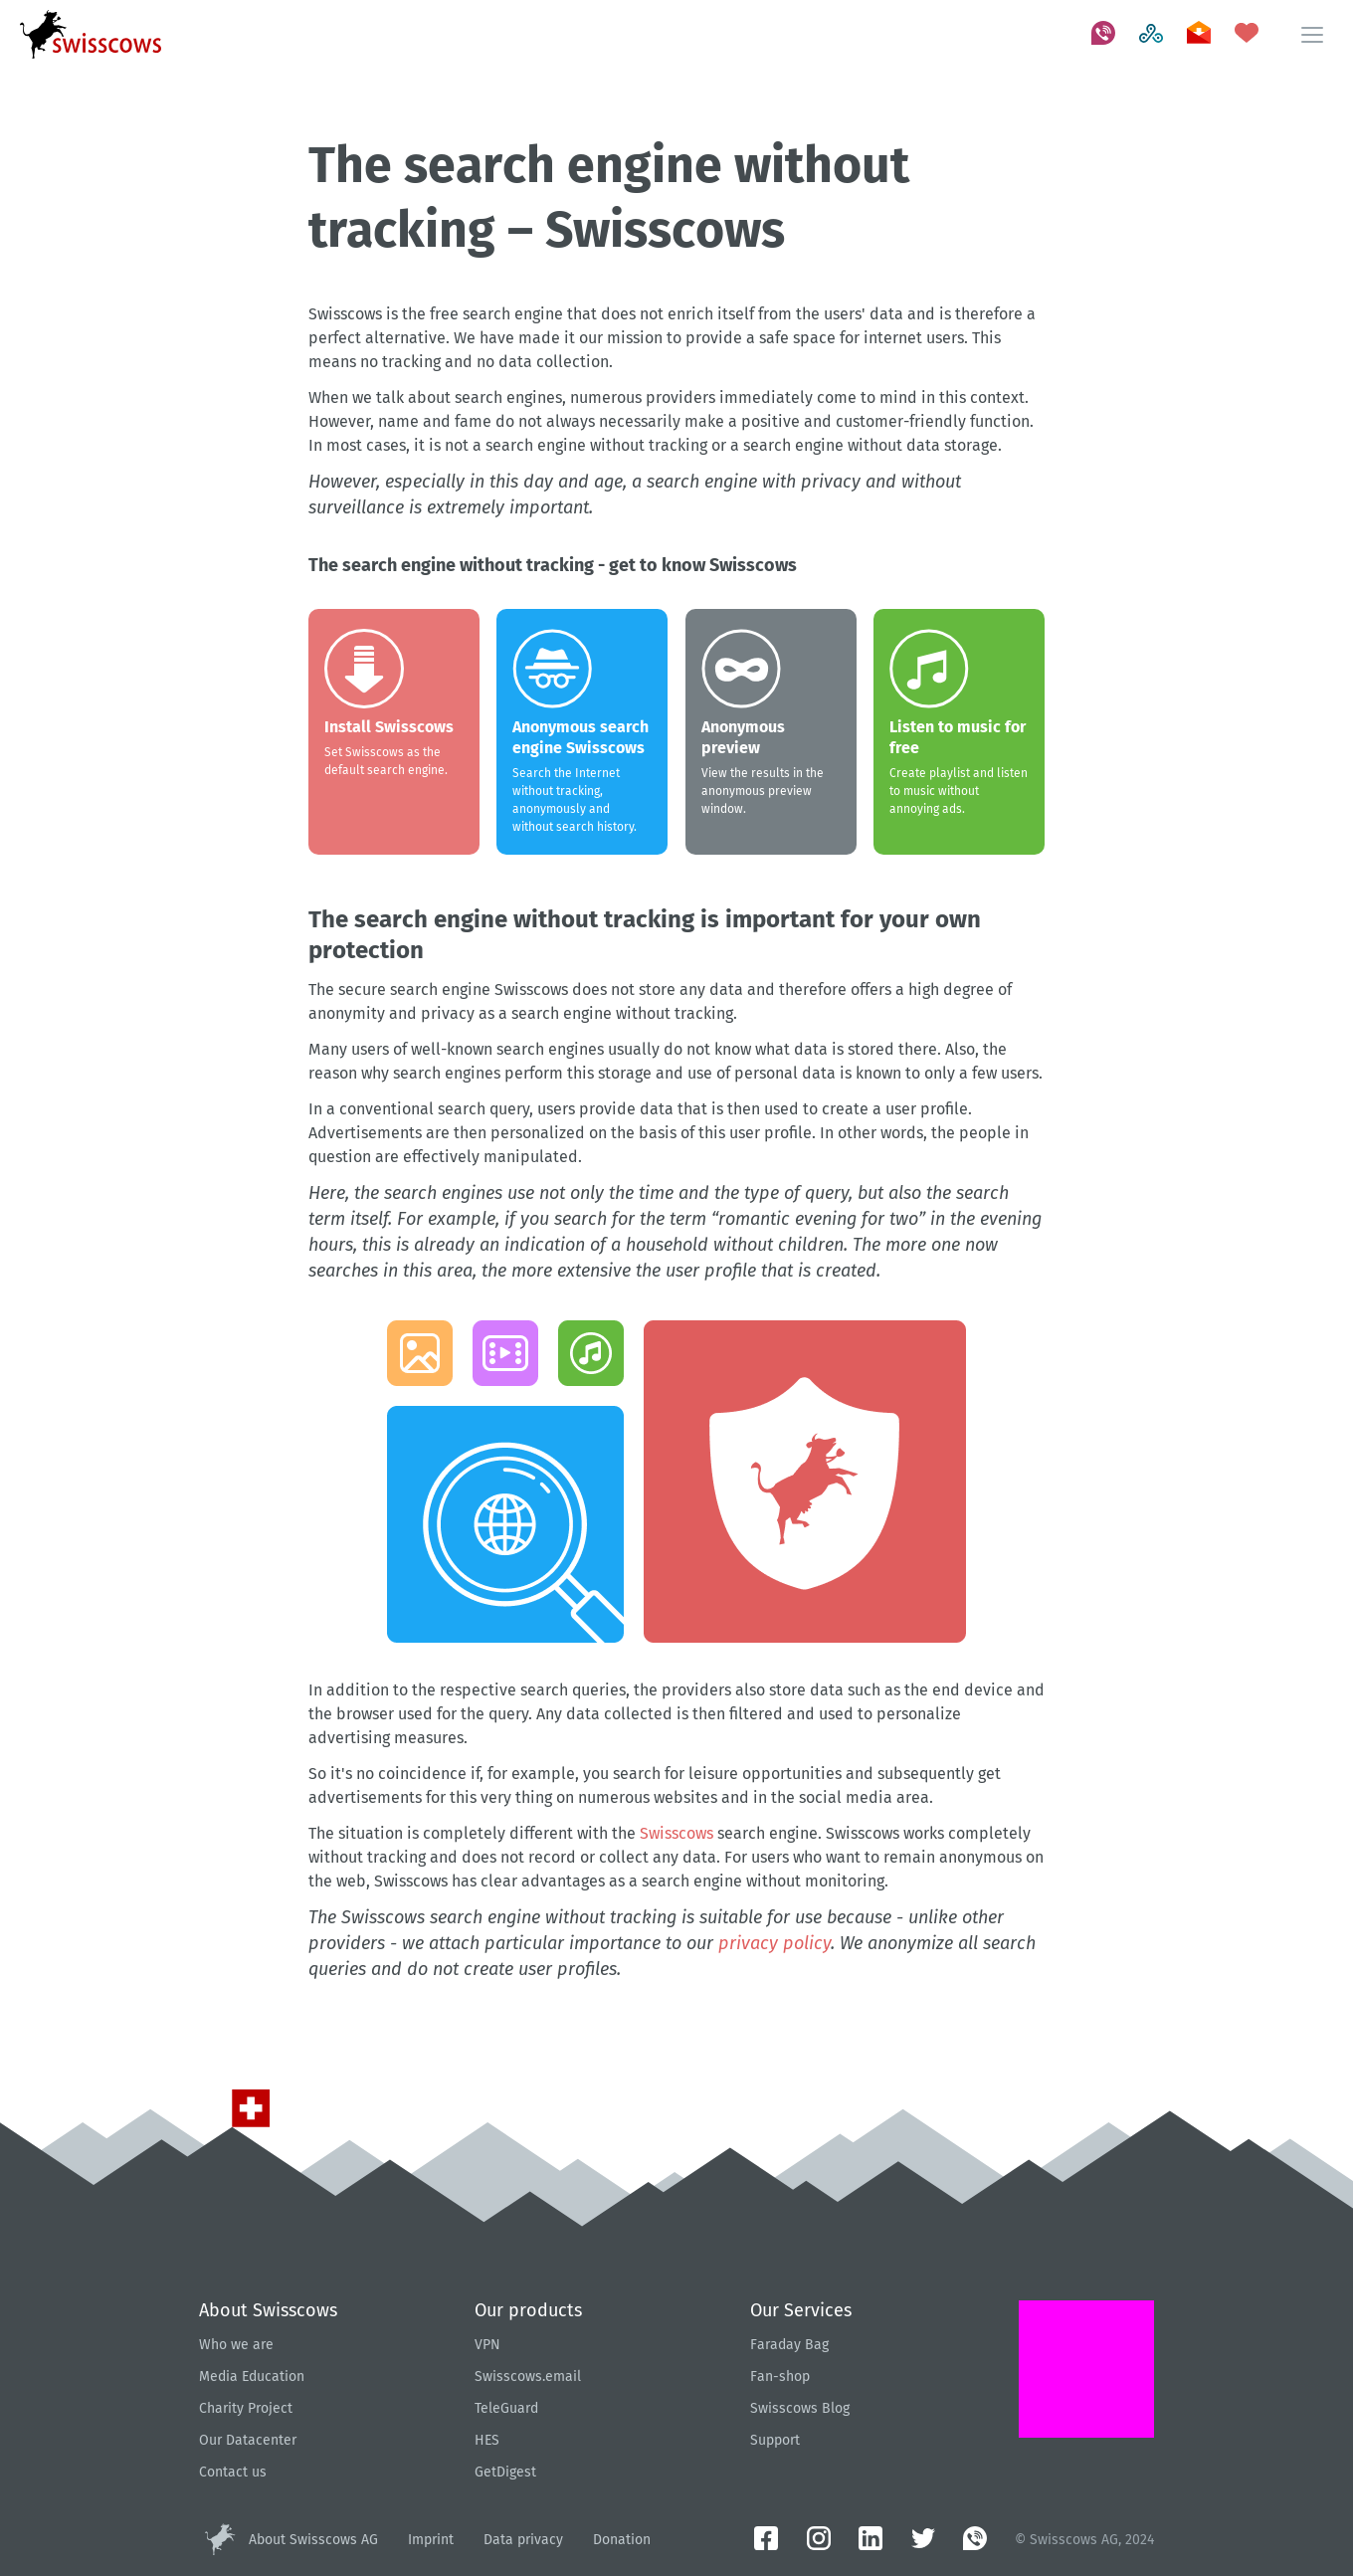 swisscows
The search engine without
tracking – Swisscows
Swisscows is the free search engine that does not enrich itself from the users' data and is therefore a
perfect alternative. We have made it our mission to provide a safe space for internet users. This
means no tracking and no data collection.
When we talk about search engines, numerous providers immediately come to mind in this context.
However, name and fame do not always necessarily make a positive and customer-friendly function.
In most cases, it is not a search engine without tracking or a search engine without data storage.
However, especially in this day and age, a search engine with privacy and without
surveillance is extremely important.
The search engine without tracking - get to know Swisscows
Install Swisscows
Set Swisscows as the
default search engine.
Anonymous search
engine Swisscows
Search the Internet
without tracking,
anonymously and
without search history.
Anonymous
preview
View the results in the
anonymous preview
window.
Listen to music for
free
Create playlist and listen
to music without
annoying ads.
The search engine without tracking is important for your own
protection
The secure search engine Swisscows does not store any data and therefore offers a high degree of
anonymity and privacy as a search engine without tracking.
Many users of well-known search engines usually do not know what data is stored there. Also, the
reason why search engines perform this storage and use of personal data is known to only a few users.
In a conventional search query, users provide data that is then used to create a user profile.
Advertisements are then personalized on the basis of this user profile. In other words, the people in
question are effectively manipulated.
Here, the search engines use not only the time and the type of query, but also the search
term itself. For example, if you search for the term “romantic evening for two” in the evening
hours, this is already an indication of a household without children. The more one now
searches in this area, the more extensive the user profile that is created.
In addition to the respective search queries, the providers also store data such as the end device and
the browser used for the query. Any data collected is then filtered and used to personalize
advertising measures.
So it's no coincidence if, for example, you search for leisure opportunities and subsequently get
advertisements for this very thing on numerous websites and in the social media area.
The situation is completely different with the Swisscows search engine. Swisscows works completely
without tracking and does not record or collect any data. For users who want to remain anonymous on
the web, Swisscows has clear advantages as a search engine without monitoring.
The Swisscows search engine without tracking is suitable for use because - unlike other
providers - we attach particular importance to our privacy policy. We anonymize all search
queries and do not create user profiles.
About Swisscows
Who we are
Media Education
Charity Project
Our Datacenter
Contact us
Our products
VPN
Swisscows.email
TeleGuard
HES
GetDigest
Our Services
Faraday Bag
Fan-shop
Swisscows Blog
Support
About Swisscows AG
Imprint
Data privacy
Donation
© Swisscows AG, 2024